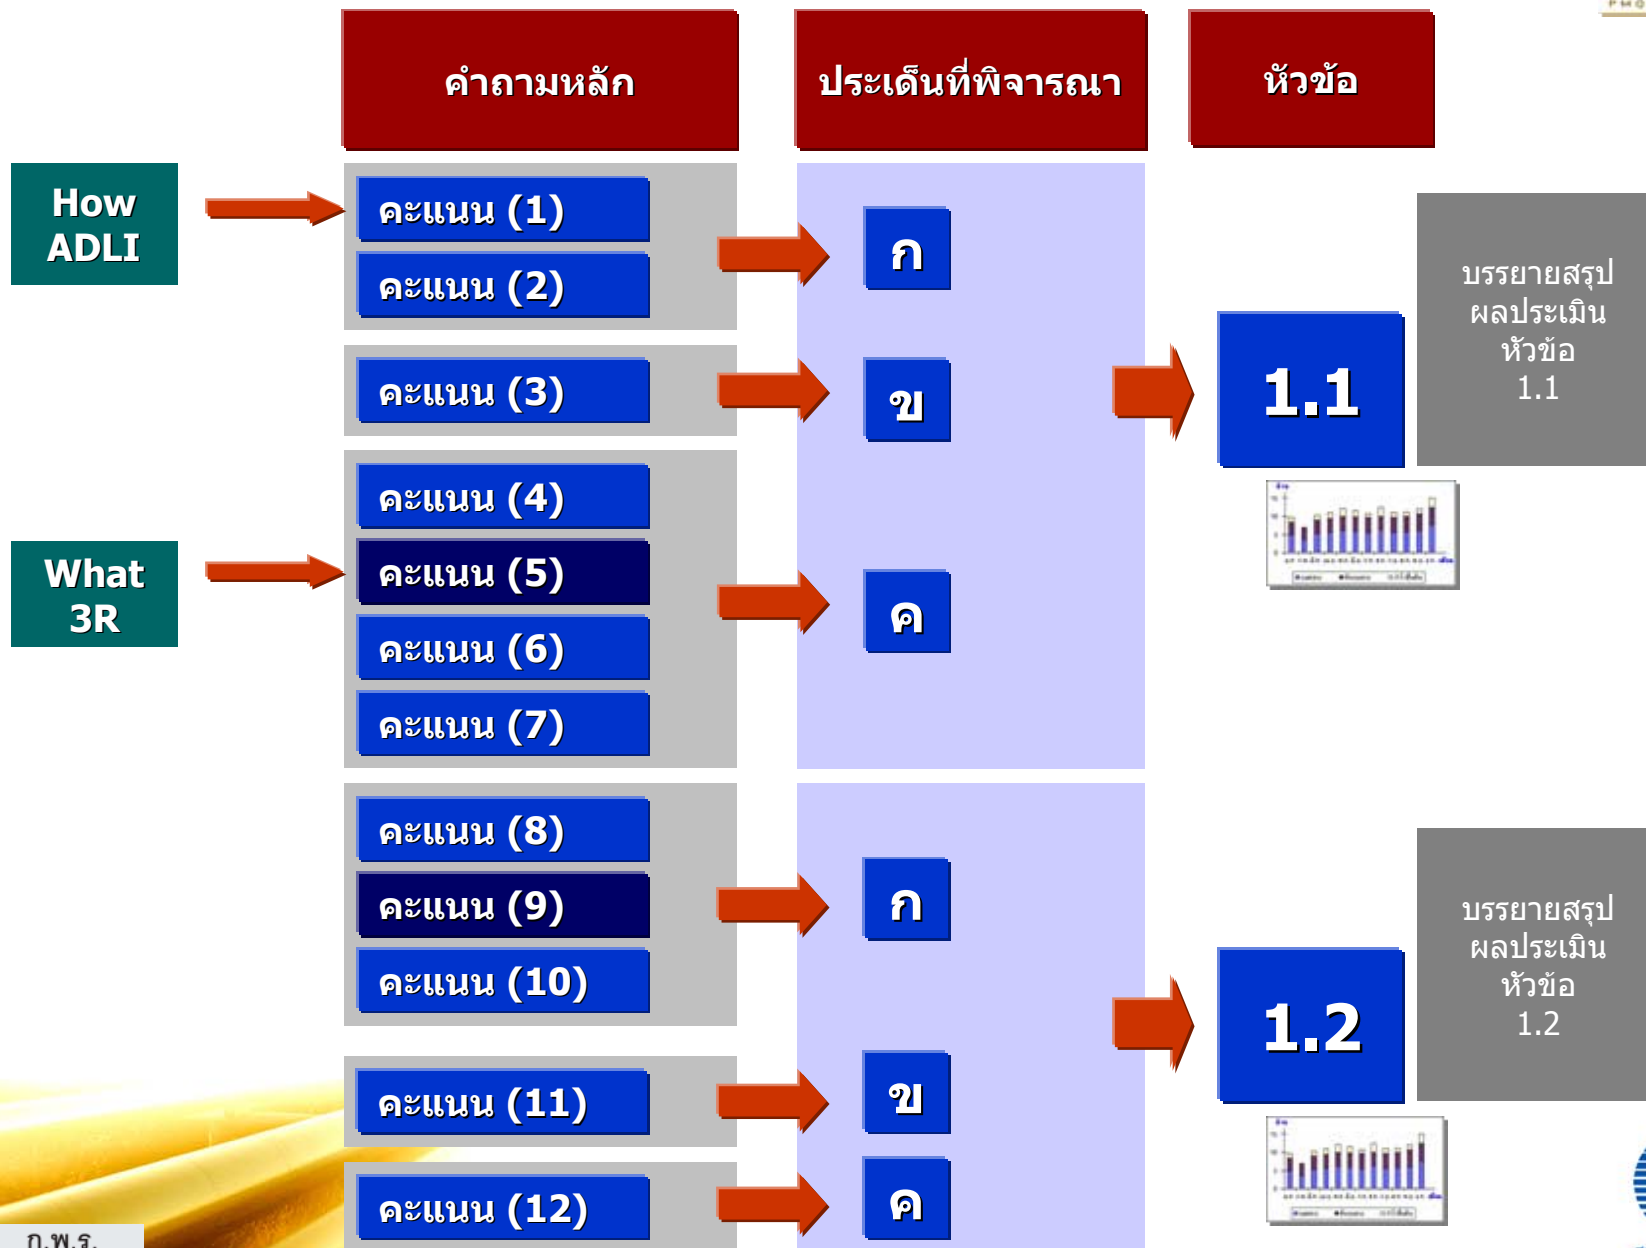 คำถามหลัก
ประเด็นที่พิจารณา
หัวข้อ
How
ADLI
คะแนน (1)
คะแนน (2)
ก
คะแนน (3)
ข
1.1
บรรยายสรุป
ผลประเมิน
หัวข้อ
1.1
What
3R
คะแนน (4)
คะแนน (5)
คะแนน (6)
คะแนน (7)
ค
คะแนน (8)
คะแนน (9)
คะแนน (10)
ก
คะแนน (11)
ข
1.2
บรรยายสรุป
ผลประเมิน
หัวข้อ
1.2
คะแนน (12)
ค
ก.พ.ร.